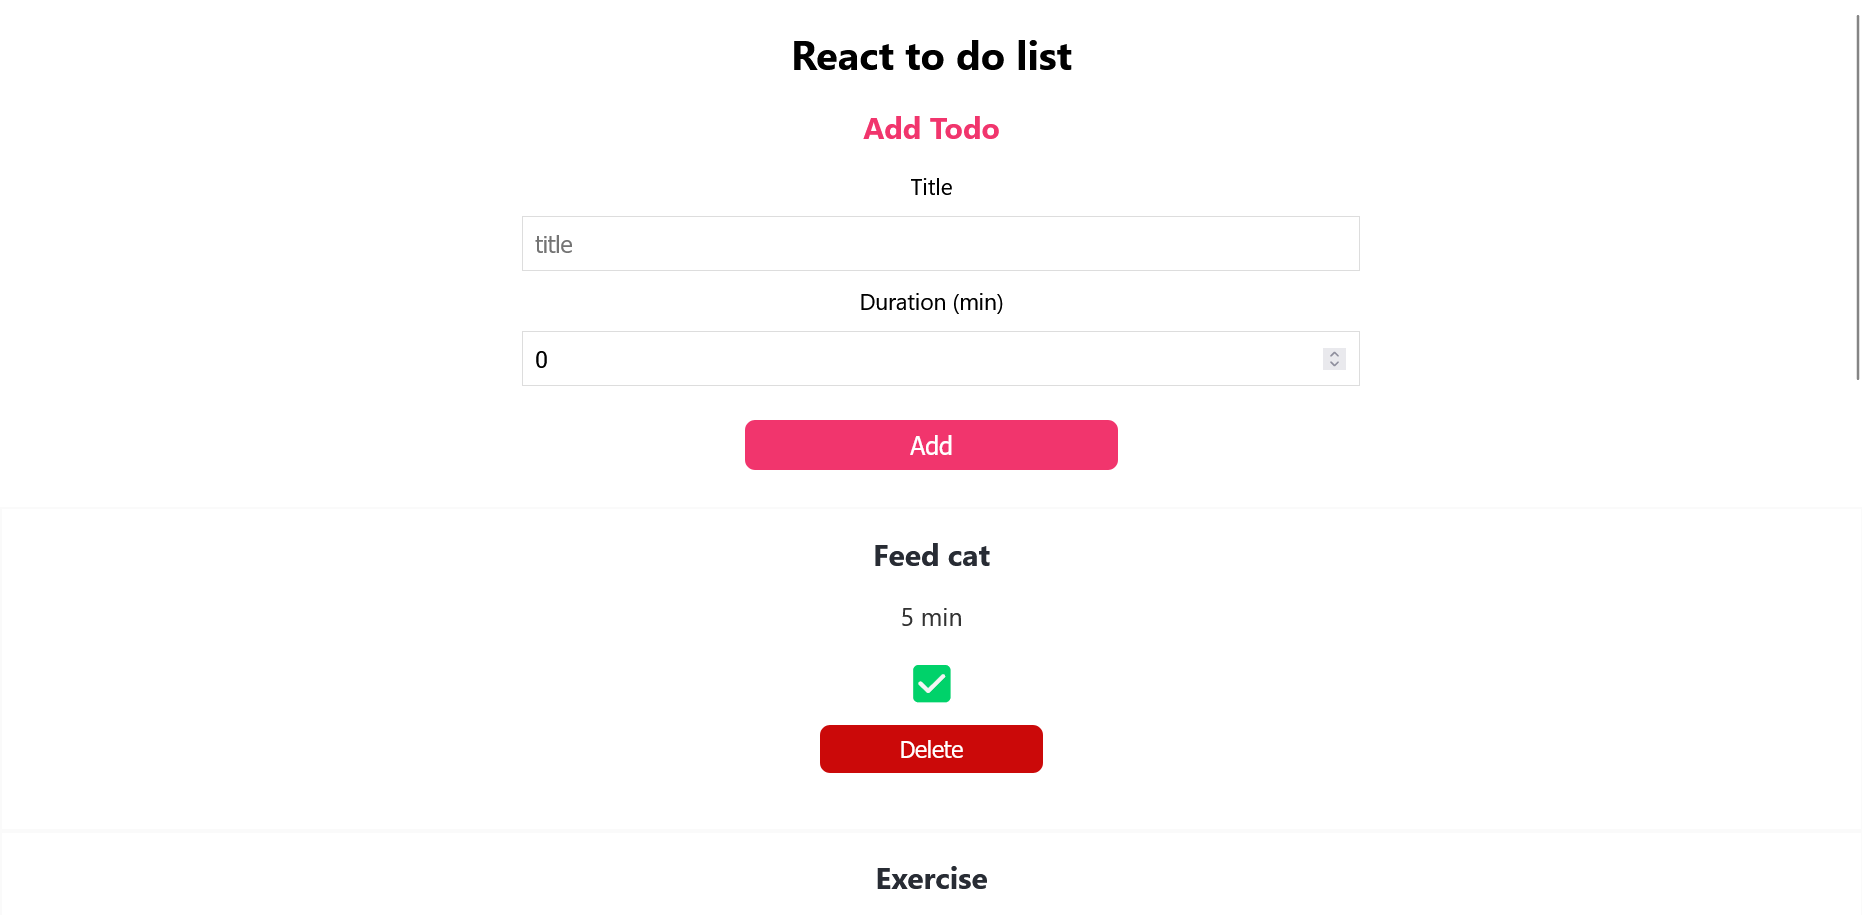 React to do list
Add Todo
Title
title
Duration (min)
0
Add
Feed cat
5 min
Delete
Exercise